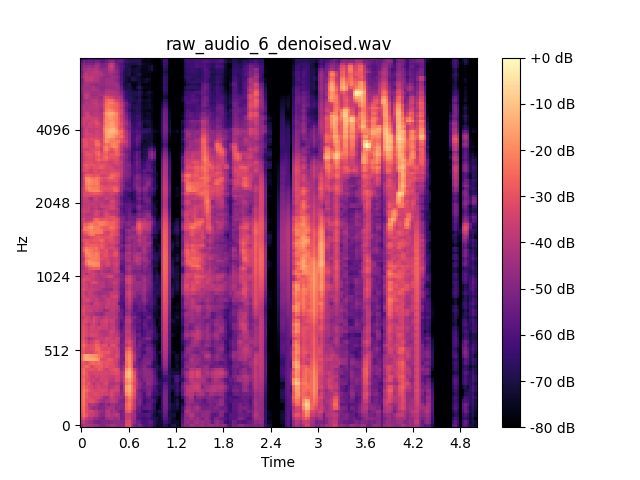 raw_audio_6_denoised.wav
+0 dB
-10 dB
-20 dB
-30 dB
-40 dB
-50 dB
-60 dB
-70 dB
-80 dB
Hz
4096
2048
1024
512
0
0 0.6 1.2 1.8 2.4 3 3.6 4.2 4.8
Time